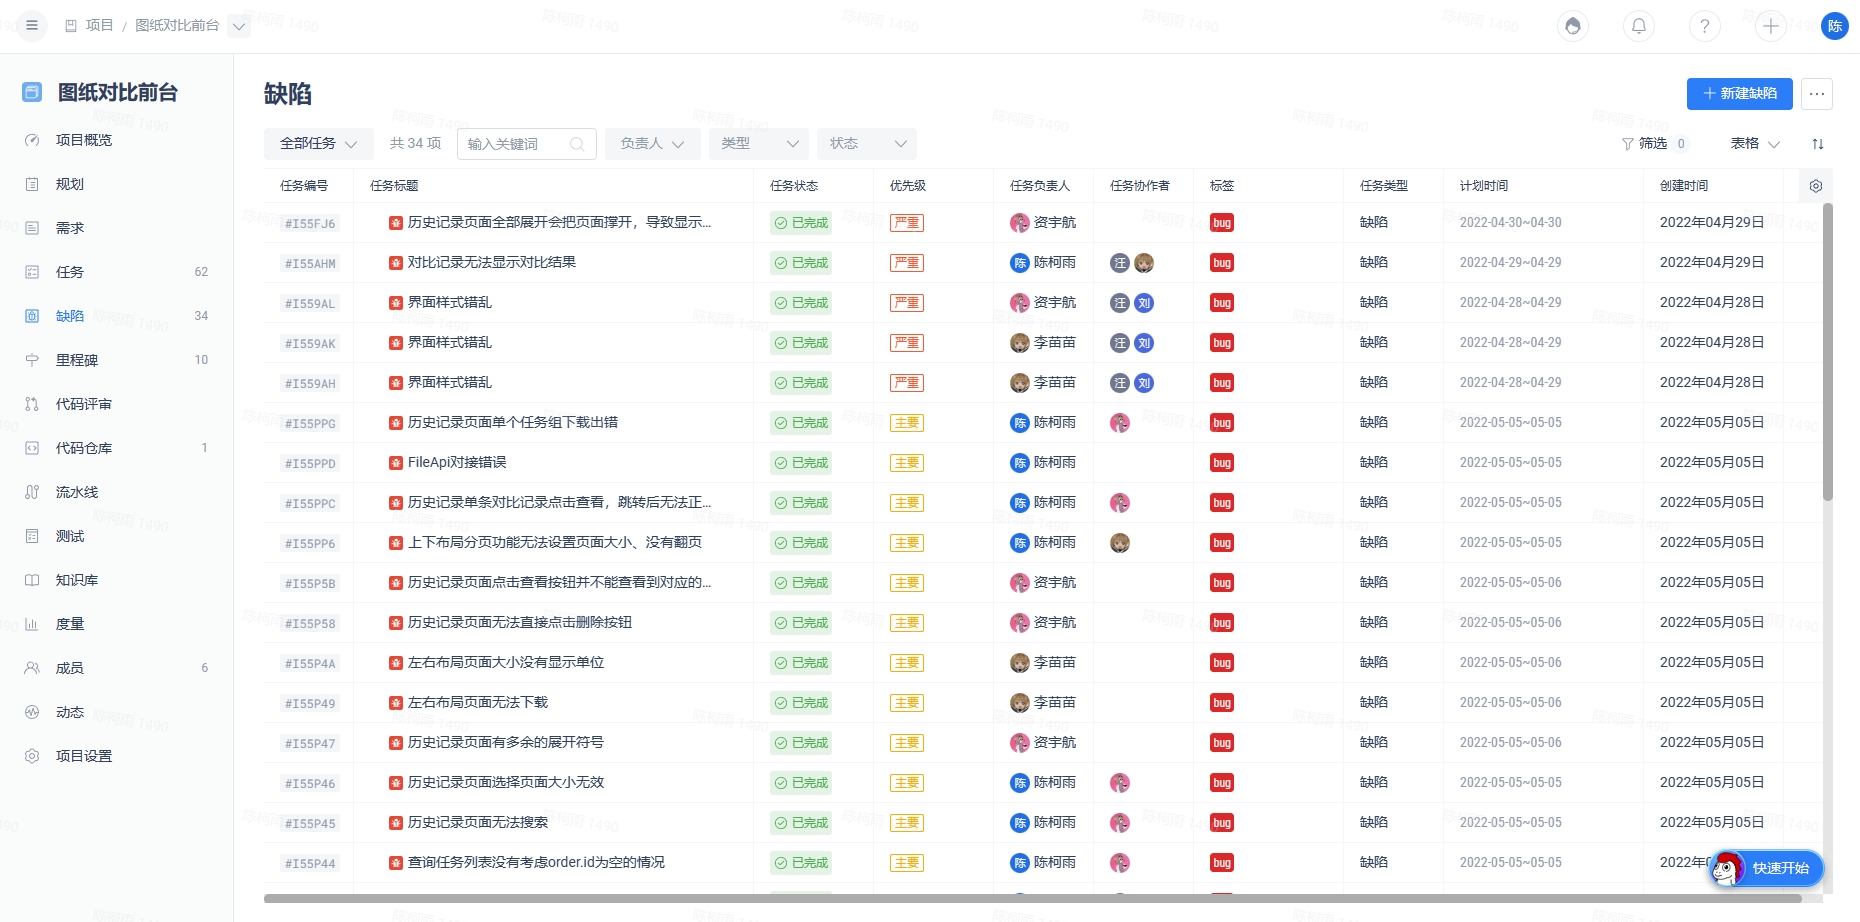 项目 / 图纸对比前台
陈
图纸对比前台
项目概览
规划
需求
任务 62
缺陷 34
里程碑 10
代码评审
代码仓库 1
流水线
测试
知识库
度量
成员 6
动态
项目设置
缺陷
新建缺陷
全部任务 共 34 项 输入关键词 负责人 类型 状态 筛选 0 表格
任务编号 任务标题 任务状态 优先级 任务负责人 任务协作者 标签 任务类型 计划时间 创建时间
#I55FJ6 历史记录页面全部展开会把页面撑开，导致显示... 已完成 严重 资宇航 bug 缺陷 2022-04-30~04-30 2022年04月29日
#I55AHM 对比记录无法显示对比结果 已完成 严重 陈 陈柯雨 汪 bug 缺陷 2022-04-29~04-29 2022年04月29日
#I559AL 界面样式错乱 已完成 严重 资宇航 汪 刘 bug 缺陷 2022-04-28~04-29 2022年04月28日
#I559AK 界面样式错乱 已完成 严重 李苗苗 汪 刘 bug 缺陷 2022-04-28~04-29 2022年04月28日
#I559AH 界面样式错乱 已完成 严重 李苗苗 汪 刘 bug 缺陷 2022-04-28~04-29 2022年04月28日
#I55PPG 历史记录页面单个任务组下载出错 已完成 主要 陈 陈柯雨 bug 缺陷 2022-05-05~05-05 2022年05月05日
#I55PPD FileApi对接错误 已完成 主要 陈 陈柯雨 bug 缺陷 2022-05-05~05-05 2022年05月05日
#I55PPC 历史记录单条对比记录点击查看，跳转后无法正... 已完成 主要 陈 陈柯雨 bug 缺陷 2022-05-05~05-05 2022年05月05日
#I55PP6 上下布局分页功能无法设置页面大小、没有翻页 已完成 主要 陈 陈柯雨 bug 缺陷 2022-05-05~05-05 2022年05月05日
#I55P5B 历史记录页面点击查看按钮并不能查看到对应的... 已完成 主要 资宇航 bug 缺陷 2022-05-05~05-06 2022年05月05日
#I55P58 历史记录页面无法直接点击删除按钮 已完成 主要 资宇航 bug 缺陷 2022-05-05~05-06 2022年05月05日
#I55P4A 左右布局页面大小没有显示单位 已完成 主要 李苗苗 bug 缺陷 2022-05-05~05-06 2022年05月05日
#I55P49 左右布局页面无法下载 已完成 主要 李苗苗 bug 缺陷 2022-05-05~05-06 2022年05月05日
#I55P47 历史记录页面有多余的展开符号 已完成 主要 资宇航 bug 缺陷 2022-05-05~05-06 2022年05月05日
#I55P46 历史记录页面选择页面大小无效 已完成 主要 陈 陈柯雨 bug 缺陷 2022-05-05~05-05 2022年05月05日
#I55P45 历史记录页面无法搜索 已完成 主要 陈 陈柯雨 bug 缺陷 2022-05-05~05-05 2022年05月05日
#I55P44 查询任务列表没有考虑order.id为空的情况 已完成 主要 陈 陈柯雨 bug 缺陷 2022-05-05~05-05 2022年
快速开始
陈柯雨 1490